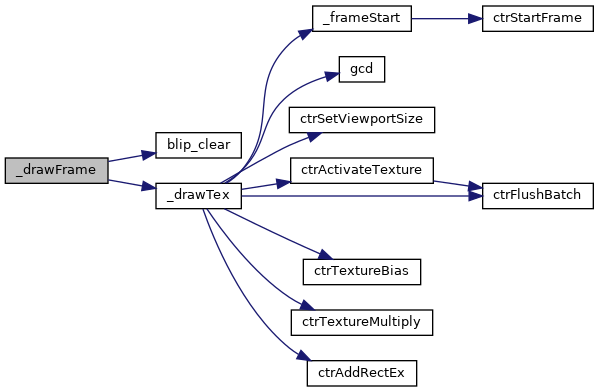 _drawFrame
blip_clear
_drawTex
_frameStart
gcd
ctrSetViewportSize
ctrActivateTexture
ctrTextureBias
ctrTextureMultiply
ctrAddRectEx
ctrStartFrame
ctrFlushBatch